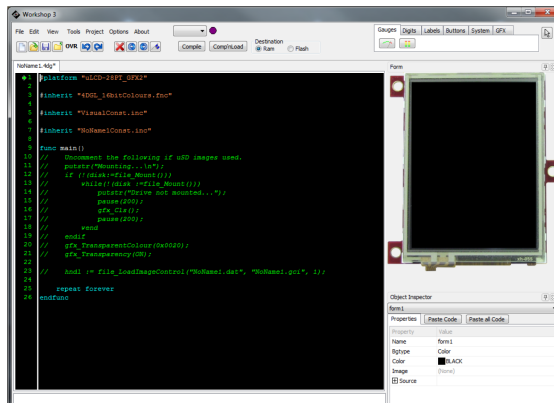 Workshop 3
File Edit View Tools Project Options About
Gauges Digits Labels Buttons System GFX
OVR
Compile Comp'nLoad
Destination
Ram Flash
NoName1.4dg*
Form
1 #platform "uLCD-28PT_GFX2"
2
3 #inherit "4DGL_16bitColours.fnc"
4
5 #inherit "VisualConst.inc"
6
7 #inherit "NoName1Const.inc"
8
9 func main()
10 // Uncomment the following if uSD images used.
11 // putstr("Mounting...\n");
12 // if (!(disk:=file_Mount()))
13 // while(!(disk :=file_Mount()))
14 // putstr("Drive not mounted...");
15 // pause(200);
16 // gfx_Cls();
17 // pause(200);
18 // wend
19 // endif
20 // gfx_TransparentColour(0x0020);
21 // gfx_Transparency(ON);
22
23 // hndl := file_LoadImageControl("NoName1.dat", "NoName1.gci", 1);
24
25 repeat forever
26 endfunc
Object Inspector
form1
Properties Paste Code Paste all Code
Property Value
Name form1
Bgtype Color
Color BLACK
Image (None)
Source